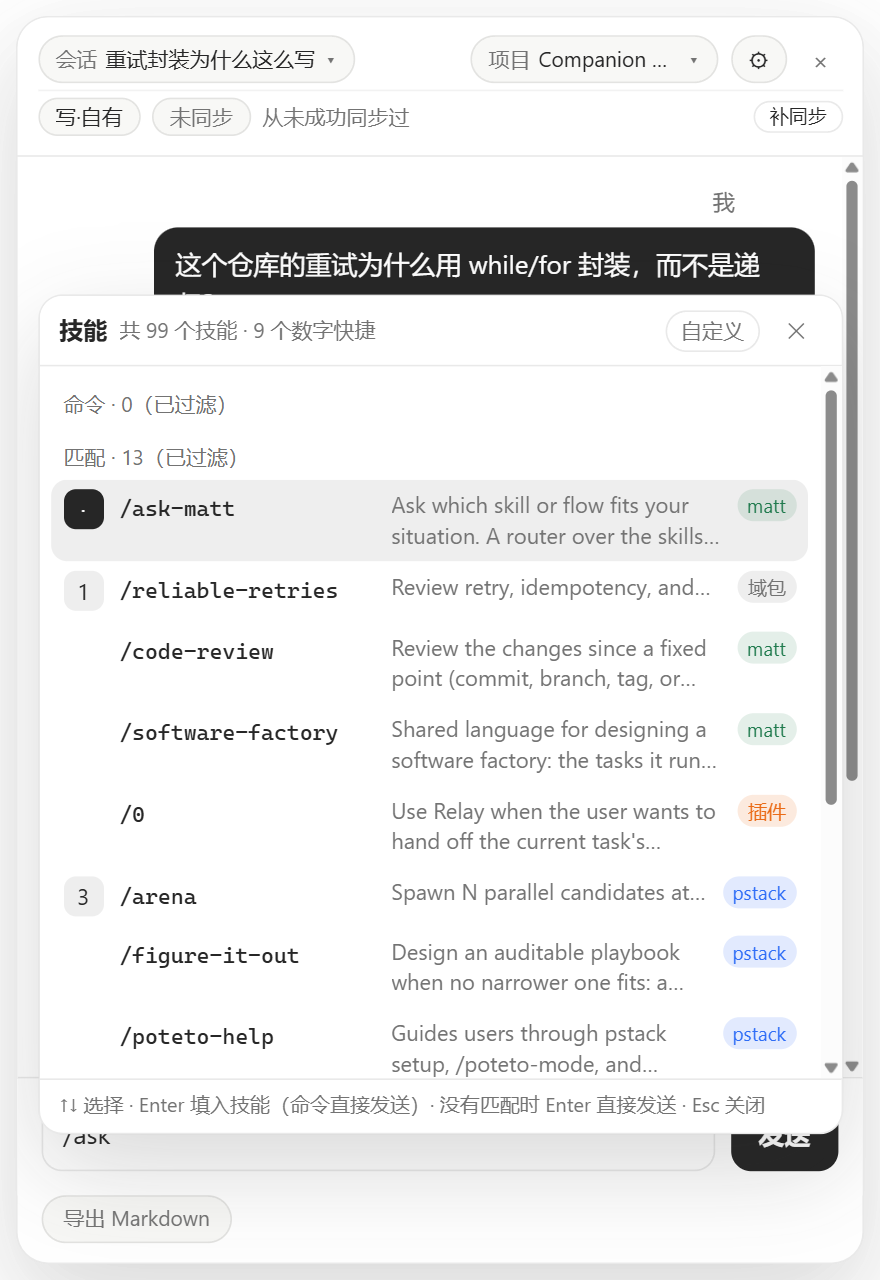 会话 重试封装为什么这么写 ▾ 项目 Companion ... ▾ ×
写·自有 未同步 从未成功同步过 补同步
我
这个仓库的重试为什么用 while/for 封装，而不是递
技能 共 99 个技能 · 9 个数字快捷 自定义 ×
命令 · 0（已过滤）
匹配 · 13（已过滤）
· /ask-matt Ask which skill or flow fits your matt
situation. A router over the skills...
1 /reliable-retries Review retry, idempotency, and... 域包
/code-review Review the changes since a fixed matt
point (commit, branch, tag, or...
/software-factory Shared language for designing a matt
software factory: the tasks it run...
/0 Use Relay when the user wants to 插件
hand off the current task's...
3 /arena Spawn N parallel candidates at... pstack
/figure-it-out Design an auditable playbook pstack
when no narrower one fits: a...
/poteto-help Guides users through pstack pstack
setup, /poteto-mode, and...
↑↓ 选择 · Enter 填入技能（命令直接发送）· 没有匹配时 Enter 直接发送 · Esc 关闭
/ask 发送
导出 Markdown